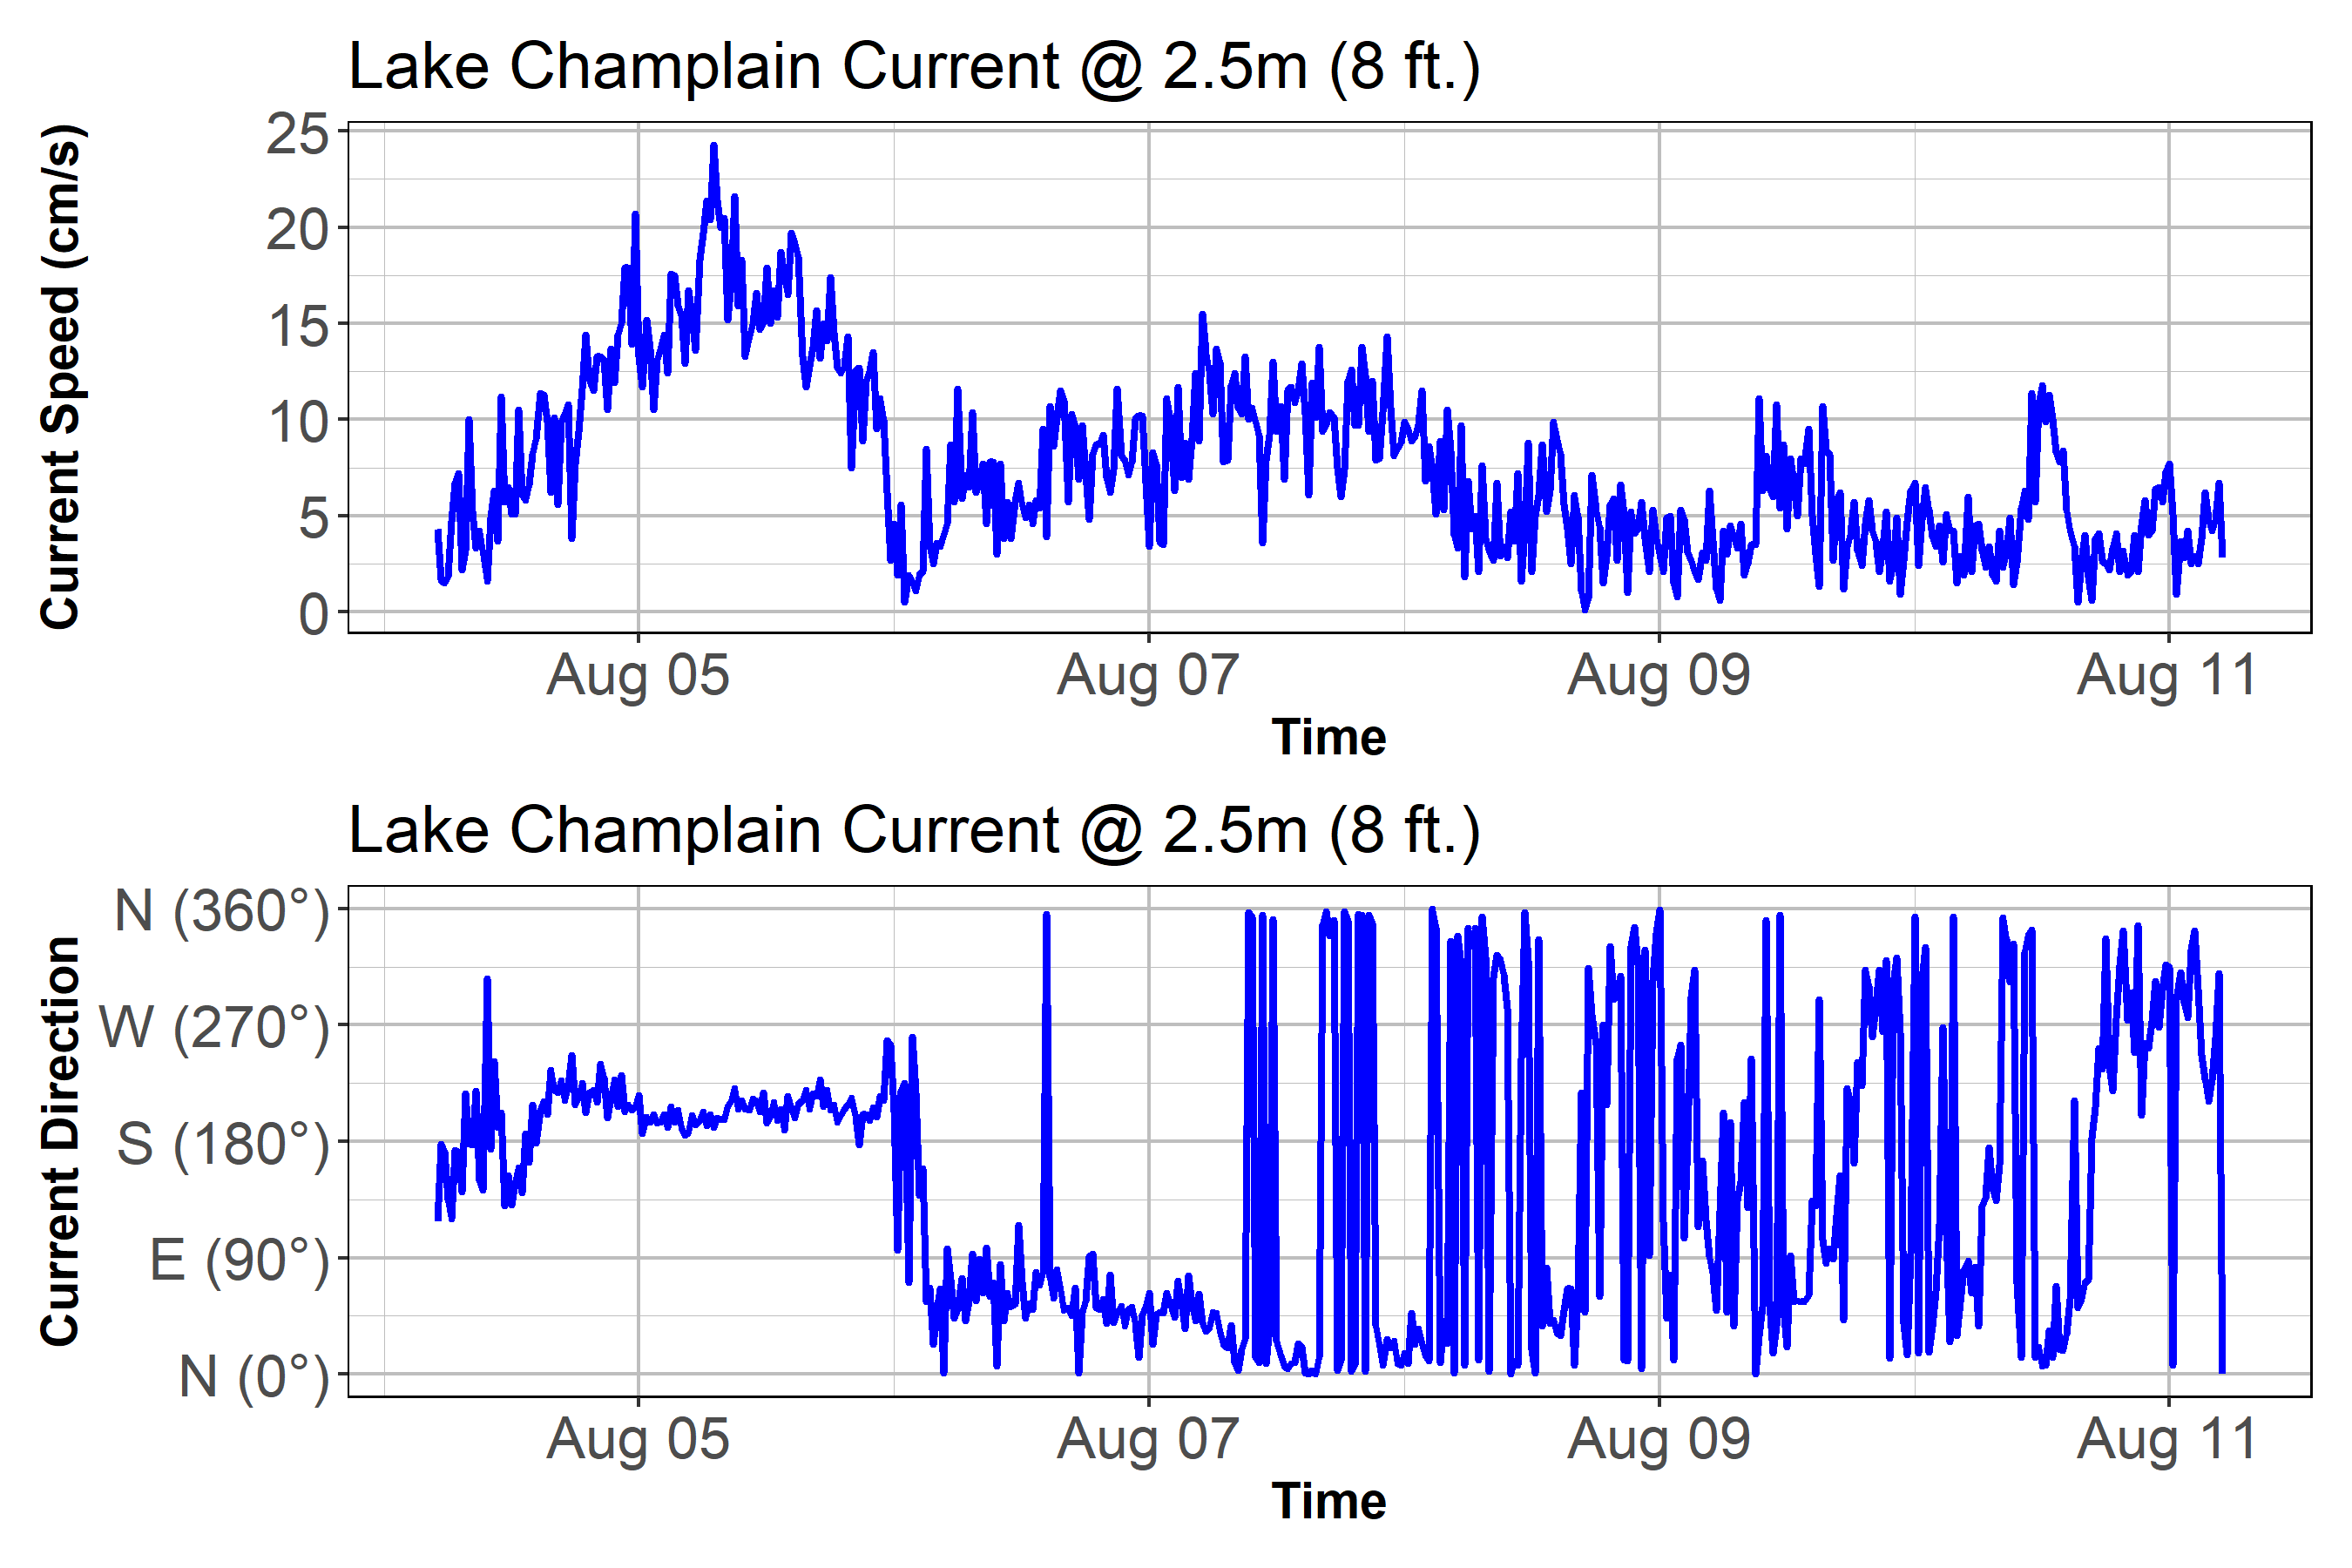 Lake Champlain Current @ 2.5m (8 ft.)
Current Speed (cm/s)
25
20
15
10
5
0
Aug 05 Aug 07 Aug 09 Aug 11
Time
Lake Champlain Current @ 2.5m (8 ft.)
Current Direction
N (360°)
W (270°)
S (180°)
E (90°)
N (0°)
Aug 05 Aug 07 Aug 09 Aug 11
Time